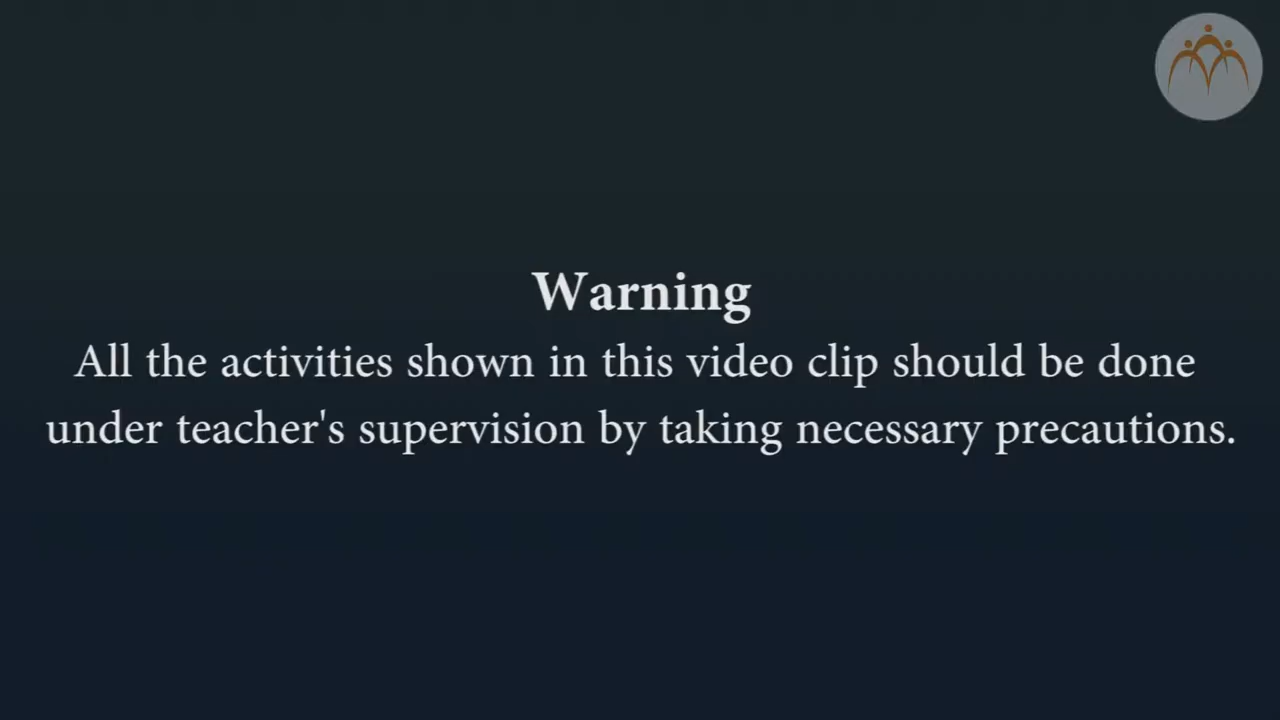 Warning
All the activities shown in this video clip should be done
under teacher's supervision by taking necessary precautions.